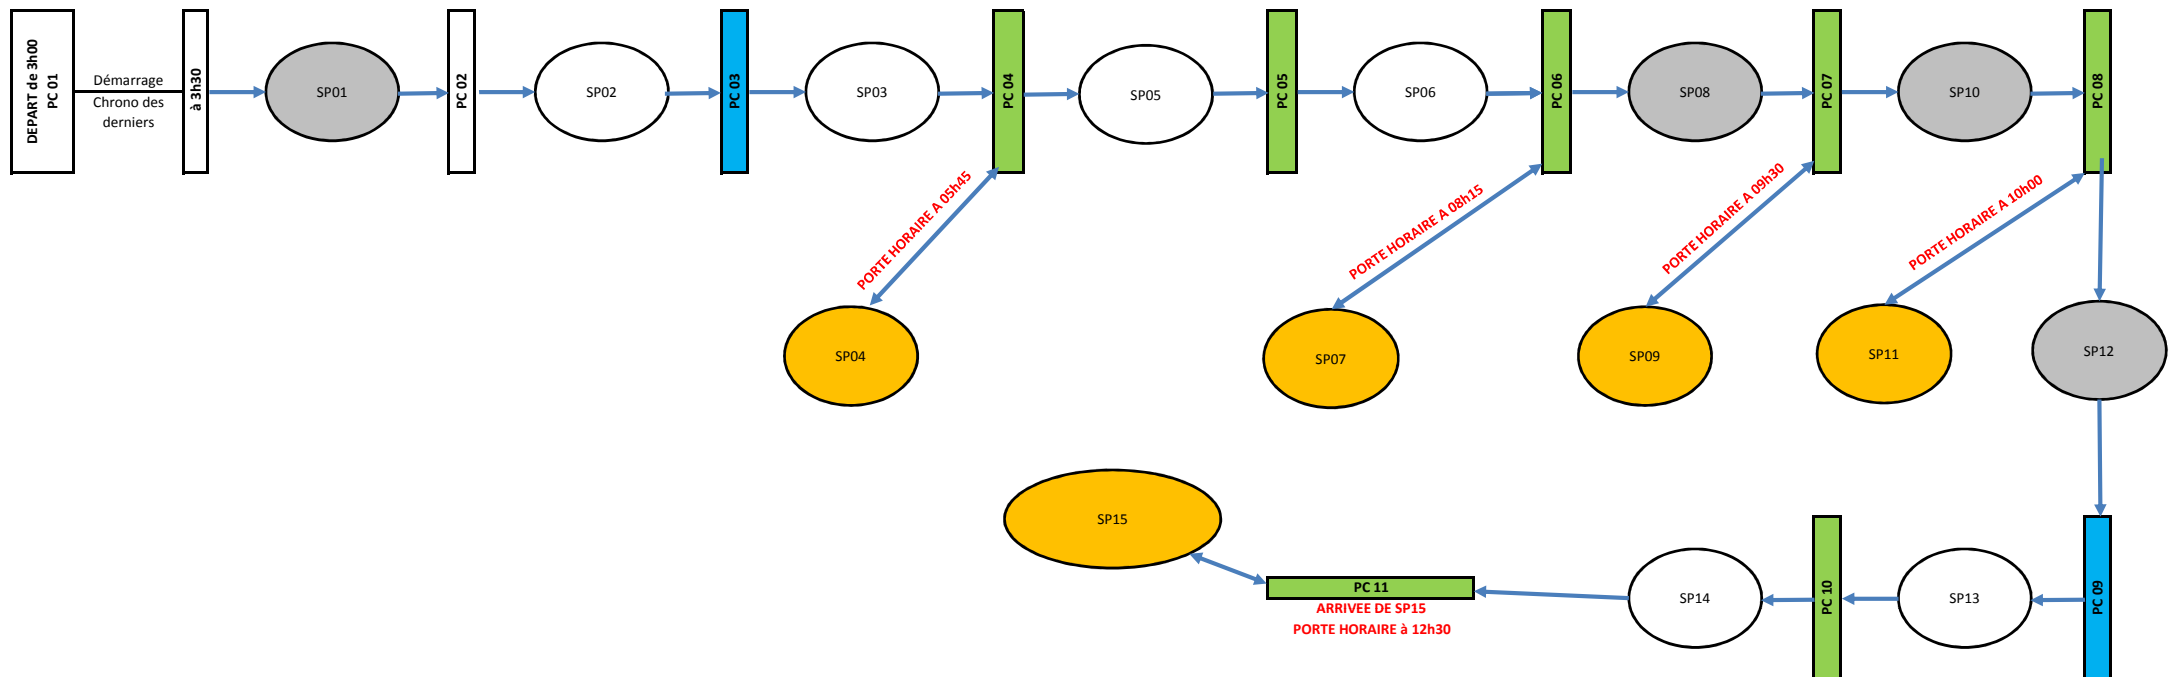 DEPART de 3h00
PC 01
Démarrage
Chrono des
derniers
à 3h30
SP01
PC 02
SP02
PC 03
SP03
PC 04
SP05
PC 05
SP06
PC 06
SP08
PC 07
SP10
PC 08
PORTE HORAIRE A 05h45
PORTE HORAIRE A 08h15
PORTE HORAIRE A 09h30
PORTE HORAIRE A 10h00
SP04
SP07
SP09
SP11
SP12
SP15
PC 11
ARRIVEE DE SP15
PORTE HORAIRE à 12h30
SP14
PC 10
SP13
PC 09